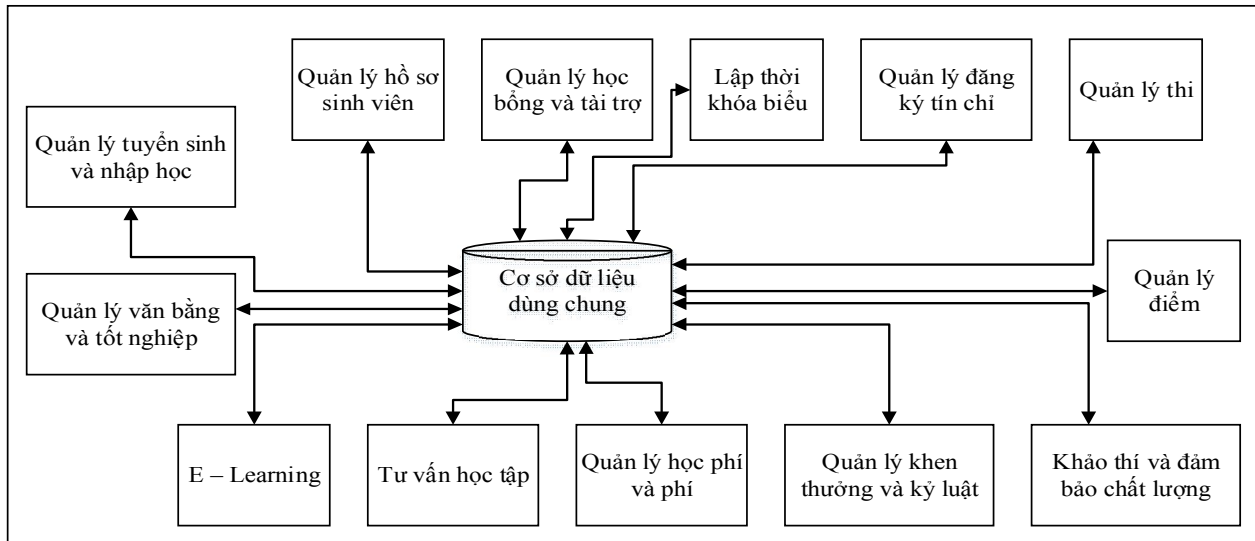 Quản lý hồ sơ
sinh viên
Quản lý học
bổng và tài trợ
Lập thời
khóa biểu
Quản lý đăng
ký tín chỉ
Quản lý thi
Quản lý tuyển sinh
và nhập học
Cơ sở dữ liệu
dùng chung
Quản lý
điểm
Quản lý văn bằng
và tốt nghiệp
E – Learning
Tư vấn học tập
Quản lý học phí
và phí
Quản lý khen
thưởng và kỷ luật
Khảo thí và đảm
bảo chất lượng